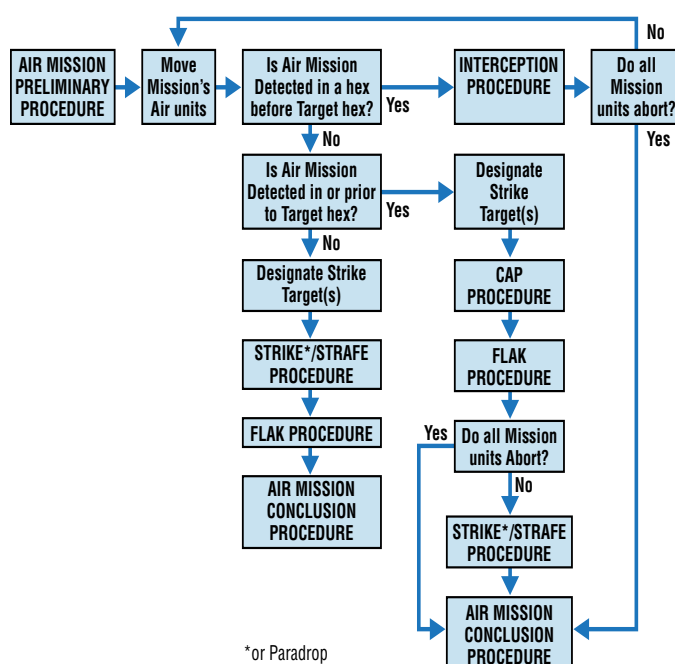 No
AIR MISSION
PRELIMINARY
PROCEDURE
Move
Mission's
Air units
Is Air Mission
Detected in a hex
before Target hex?
Yes
INTERCEPTION
PROCEDURE
Do all
Mission
units abort?
Yes
No
Is Air Mission
Detected in or prior
to Target hex?
Yes
Designate
Strike
Target(s)
No
Designate Strike
Target(s)
CAP
PROCEDURE
STRIKE*/STRAFE
PROCEDURE
FLAK
PROCEDURE
FLAK PROCEDURE
Yes
Do all Mission
units Abort?
No
AIR MISSION
CONCLUSION
PROCEDURE
STRIKE*/STRAFE
PROCEDURE
AIR MISSION
CONCLUSION
PROCEDURE
*or Paradrop